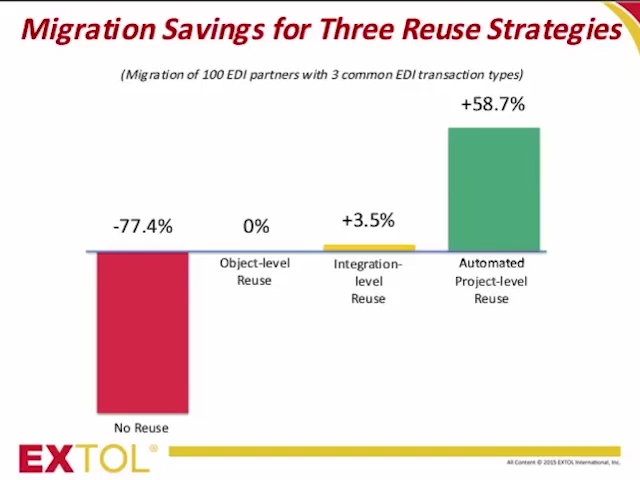 Migration Savings for Three Reuse Strategies
(Migration of 100 EDI partners with 3 common EDI transaction types)
+58.7%
-77.4%
0%
+3.5%
Object-level
Reuse
Integration-
level
Reuse
Automated
Project-level
Reuse
No Reuse
EXTOL®
All Content © 2015 EXTOL International, Inc.